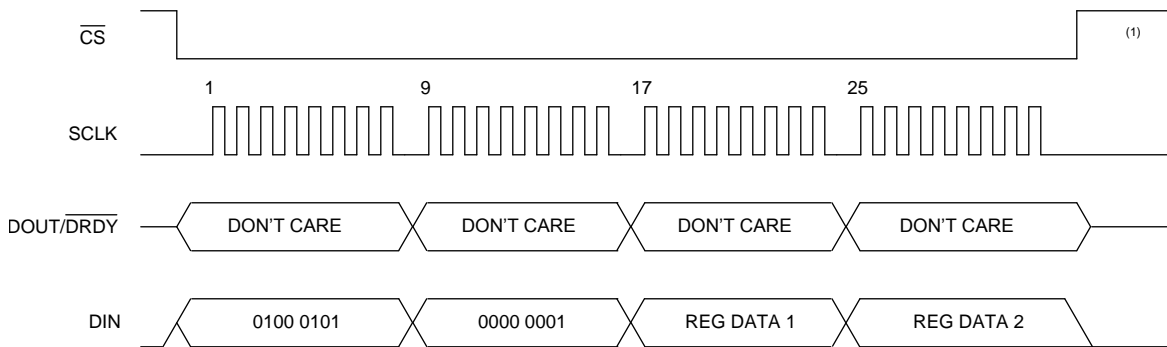 CS
(1)
1 9 17 25
SCLK
DOUT/DRDY DON'T CARE DON'T CARE DON'T CARE DON'T CARE
DIN 0100 0101 0000 0001 REG DATA 1 REG DATA 2